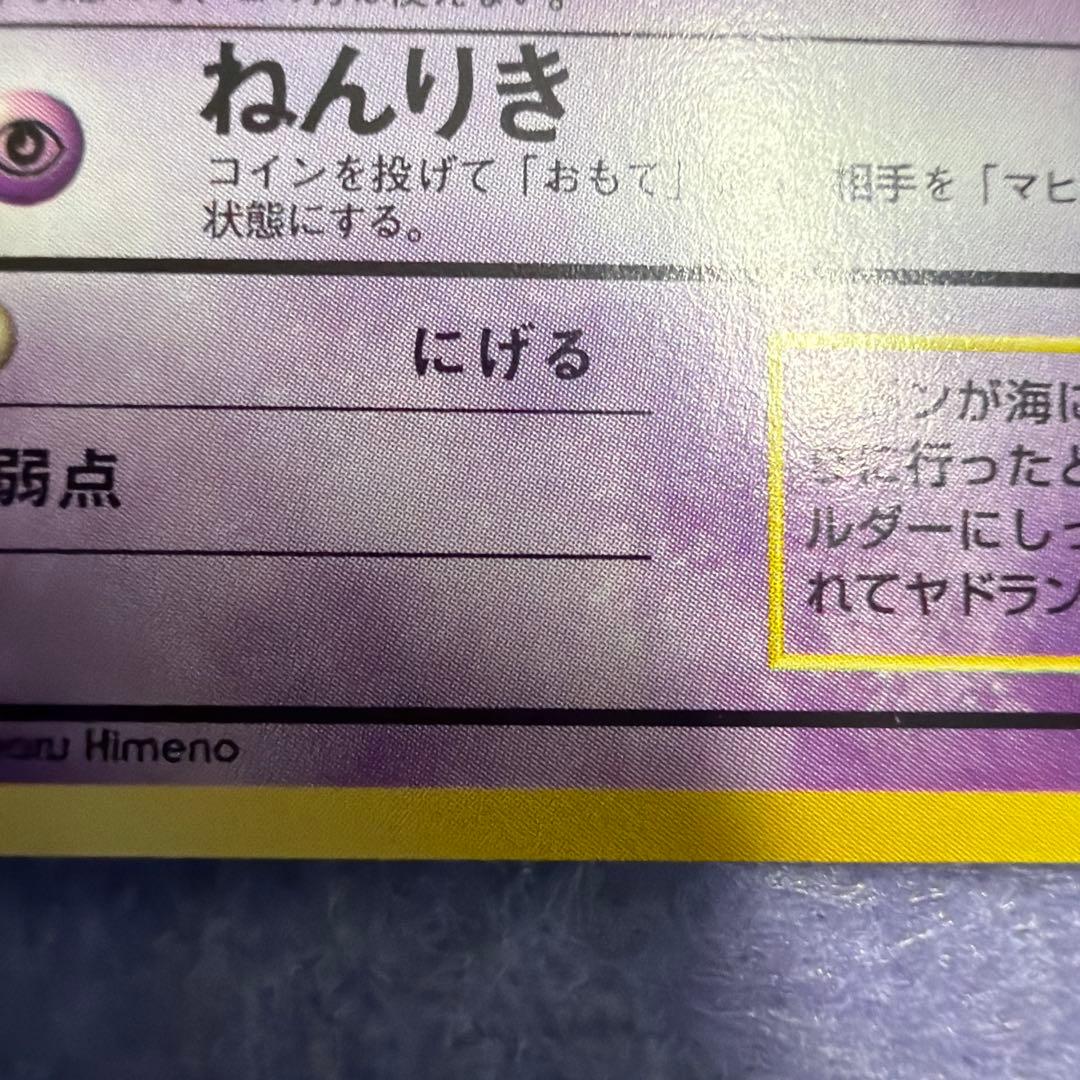 ねんりき
コインを投げて「おもて」 相手を「マヒ
状態にする。
にげる
弱点
ンが海に
に行ったと
ルダーにしっ
れてヤドラン
Himeno